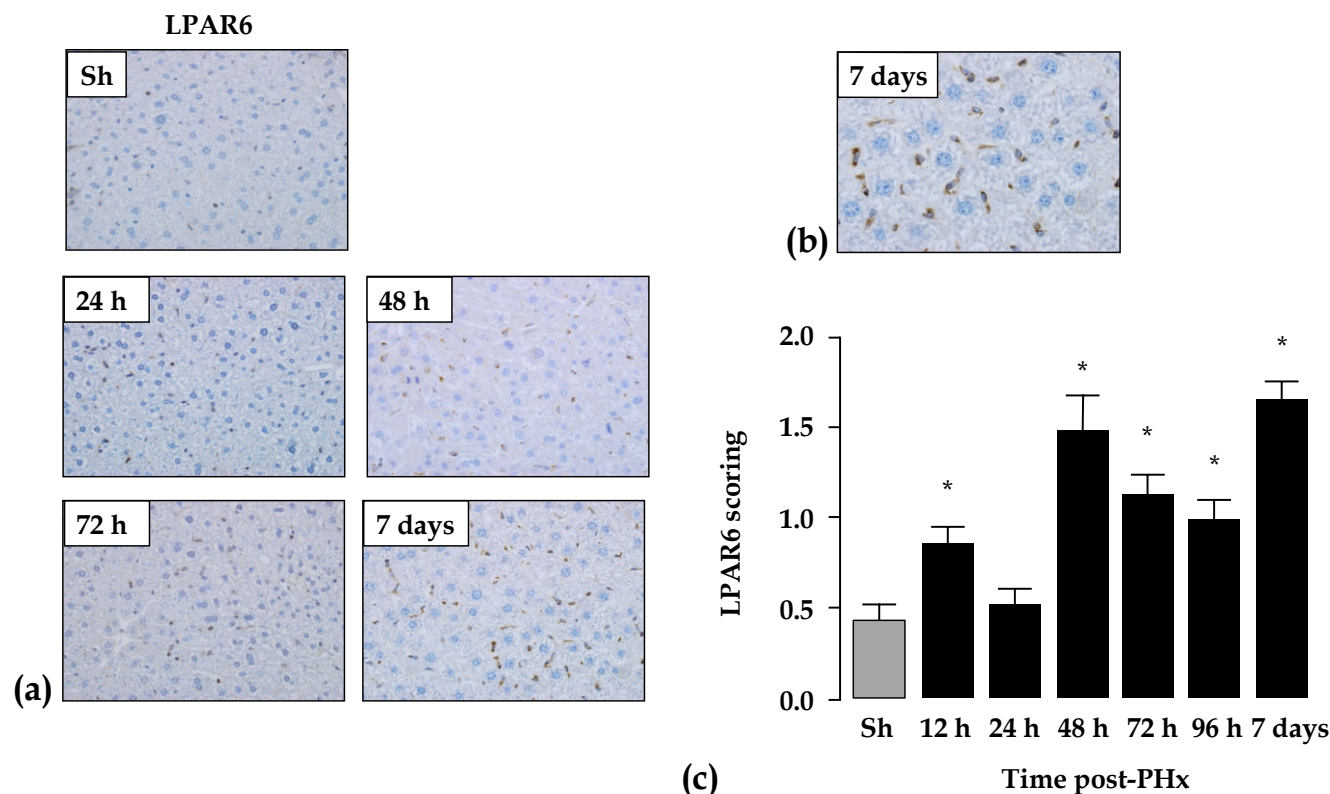 LPAR6
Sh
24 h
48 h
72 h
7 days
(a)
7 days
(b)
LPAR6 scoring
2.0
1.5
1.0
0.5
0.0
*
*
*
*
*
Sh 12 h 24 h 48 h 72 h 96 h 7 days
Time post-PHx
(c)